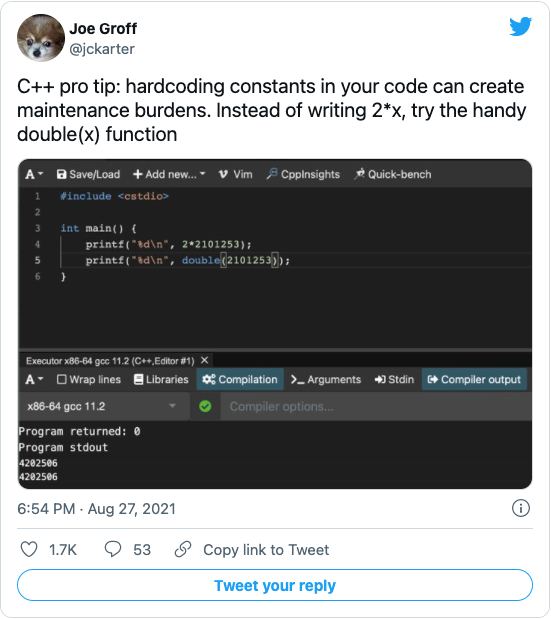 Joe Groff
@jckarter
C++ pro tip: hardcoding constants in your code can create
maintenance burdens. Instead of writing 2*x, try the handy
double(x) function
A Save/Load + Add new... Vim CppInsights Quick-bench
1 #include <cstdio>
2
3 int main() {
4 printf("%d\n", 2*2101253);
5 printf("%d\n", double(2101253));
6 }
Executor x86-64 gcc 11.2 (C++,Editor #1) ×
A Wrap lines Libraries Compilation >_ Arguments Stdin Compiler output
x86-64 gcc 11.2 Compiler options...
Program returned: 0
Program stdout
4202506
4202506
6:54 PM · Aug 27, 2021
1.7K 53 Copy link to Tweet
Tweet your reply